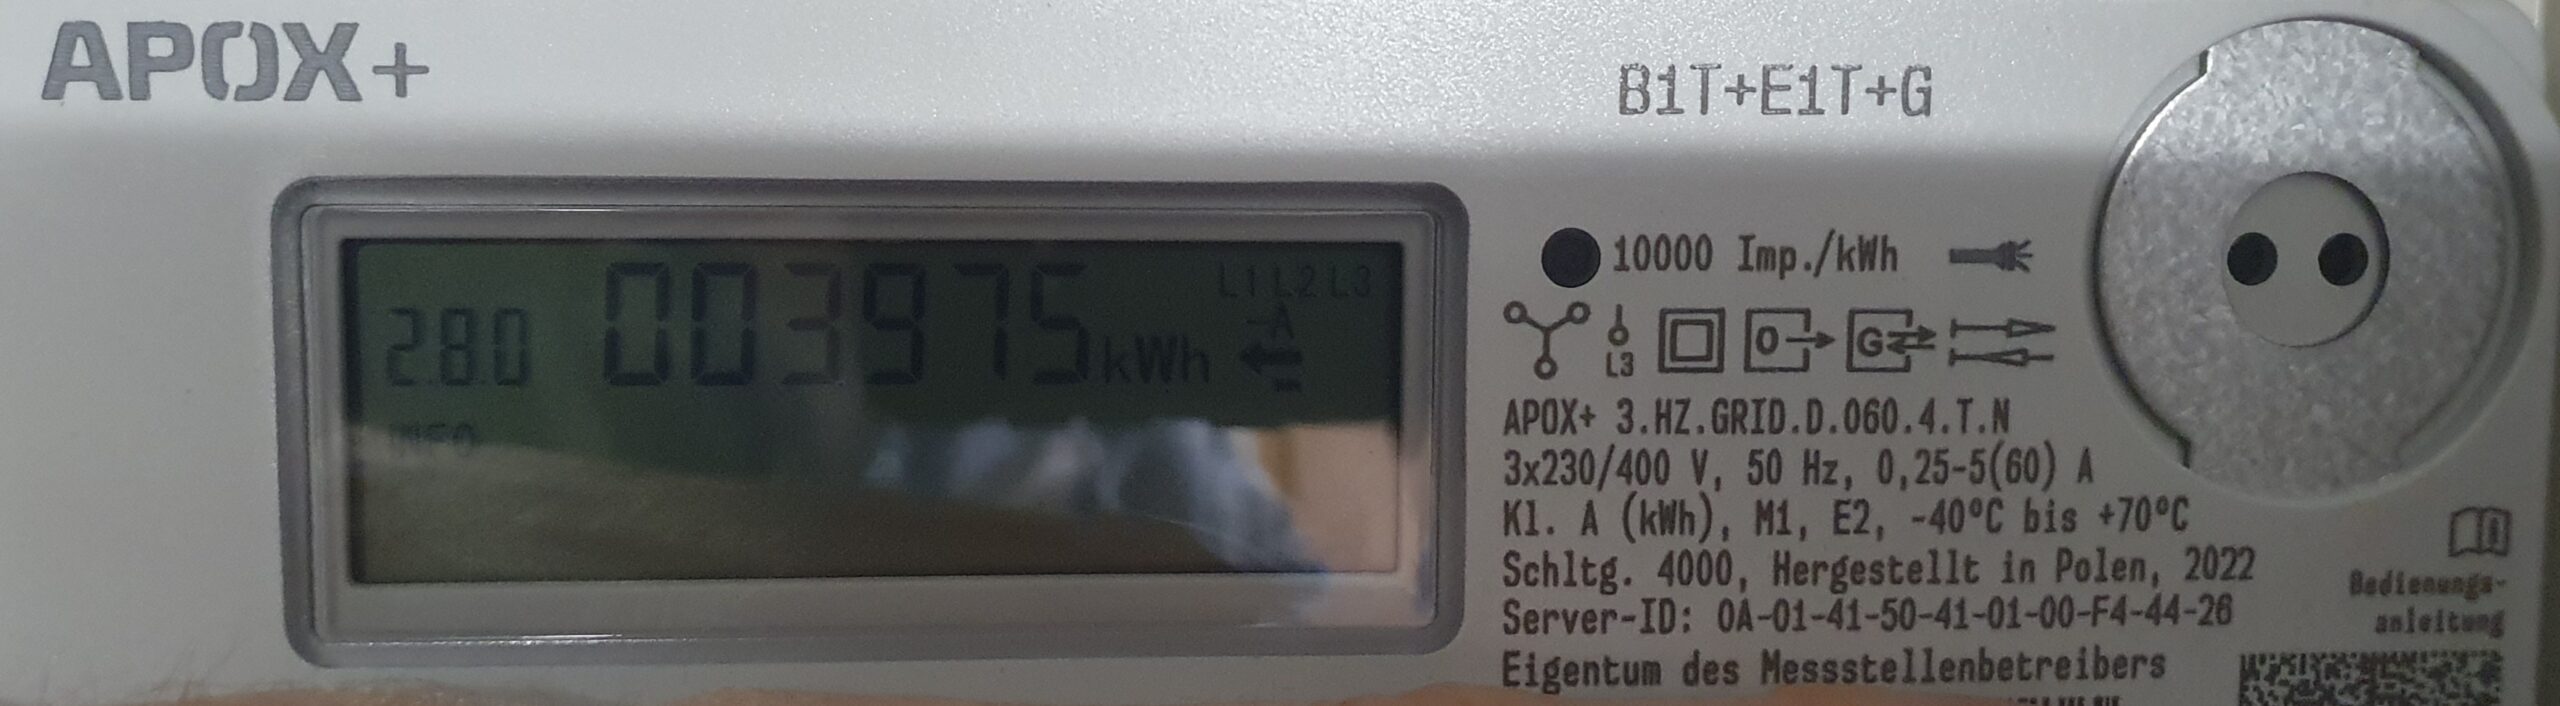 APOX+
B1T+E1T+G
L1 L2 L3
2.8.0 003975 kWh
-A
INFO
10000 Imp./kWh
L3
0
G
APOX+ 3.HZ.GRID.D.060.4.T.N
3x230/400 V, 50 Hz, 0,25-5(60) A
Kl. A (kWh), M1, E2, -40°C bis +70°C
Schltg. 4000, Hergestellt in Polen, 2022
Server-ID: 0A-01-41-50-41-01-00-F4-44-26
Eigentum des Messstellenbetreibers
Bedienungs-
anleitung